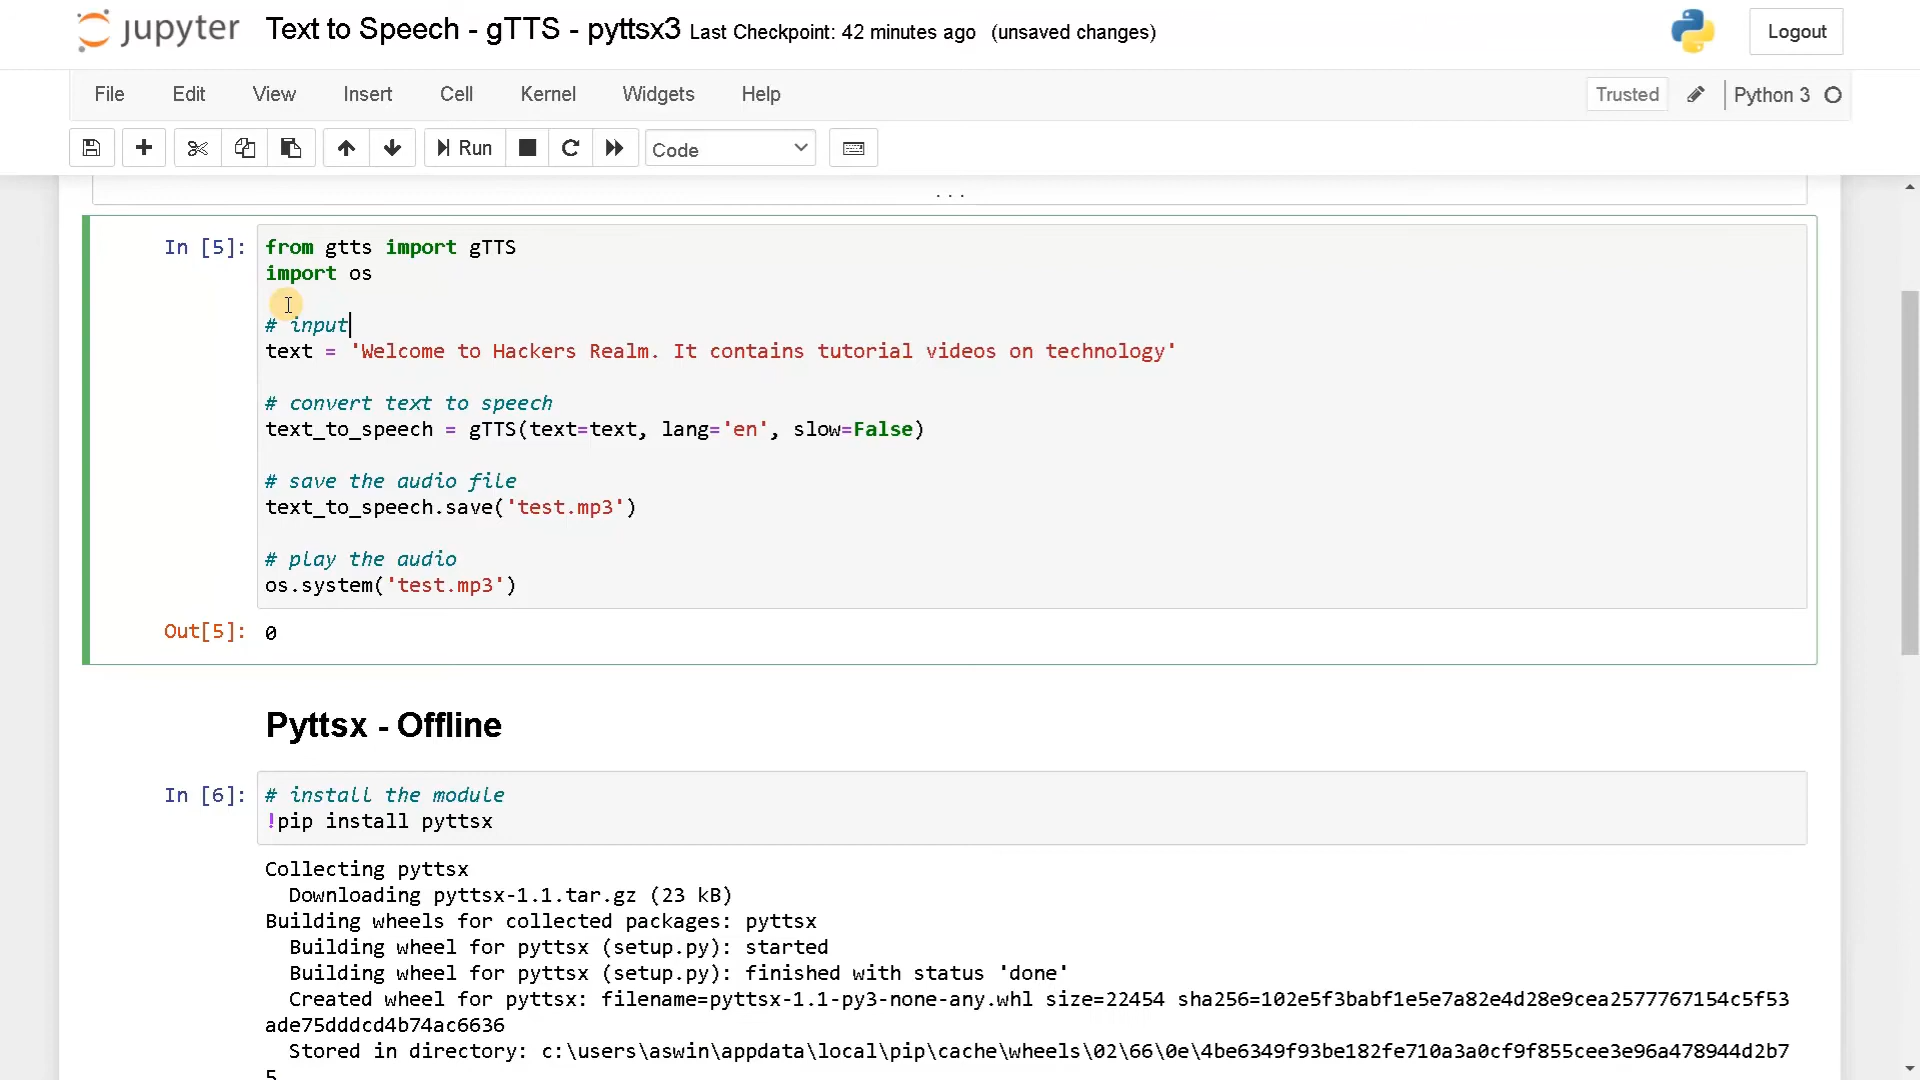 jupyter Text to Speech - gTTS - pyttsx3 Last Checkpoint: 42 minutes ago (unsaved changes) Logout
File Edit View Insert Cell Kernel Widgets Help Trusted Python 3
Run Code
...
In [5]: from gtts import gTTS
import os
# input
text = 'Welcome to Hackers Realm. It contains tutorial videos on technology'
# convert text to speech
text_to_speech = gTTS(text=text, lang='en', slow=False)
# save the audio file
text_to_speech.save('test.mp3')
# play the audio
os.system('test.mp3')
Out[5]: 0
Pyttsx - Offline
In [6]: # install the module
!pip install pyttsx
Collecting pyttsx
Downloading pyttsx-1.1.tar.gz (23 kB)
Building wheels for collected packages: pyttsx
Building wheel for pyttsx (setup.py): started
Building wheel for pyttsx (setup.py): finished with status 'done'
Created wheel for pyttsx: filename=pyttsx-1.1-py3-none-any.whl size=22454 sha256=102e5f3babf1e5e7a82e4d28e9cea2577767154c5f53
ade75dddcd4b74ac6636
Stored in directory: c:\users\aswin\appdata\local\pip\cache\wheels\02\66\0e\4be6349f93be182fe710a3a0cf9f855cee3e96a478944d2b7